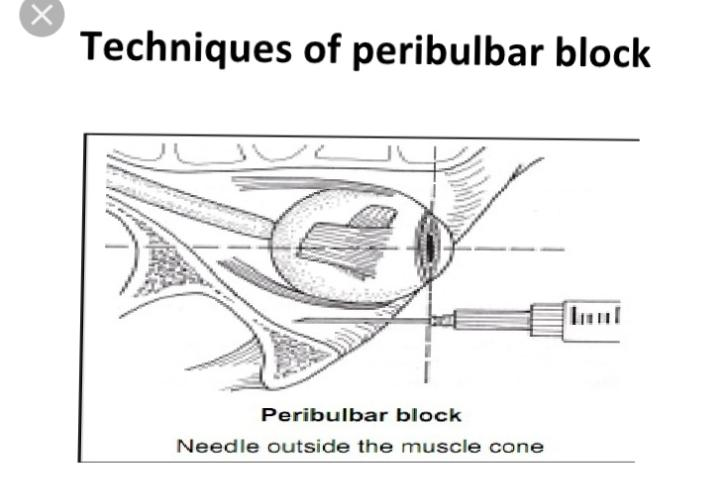 Techniques of peribulbar block
Peribulbar block
Needle outside the muscle cone